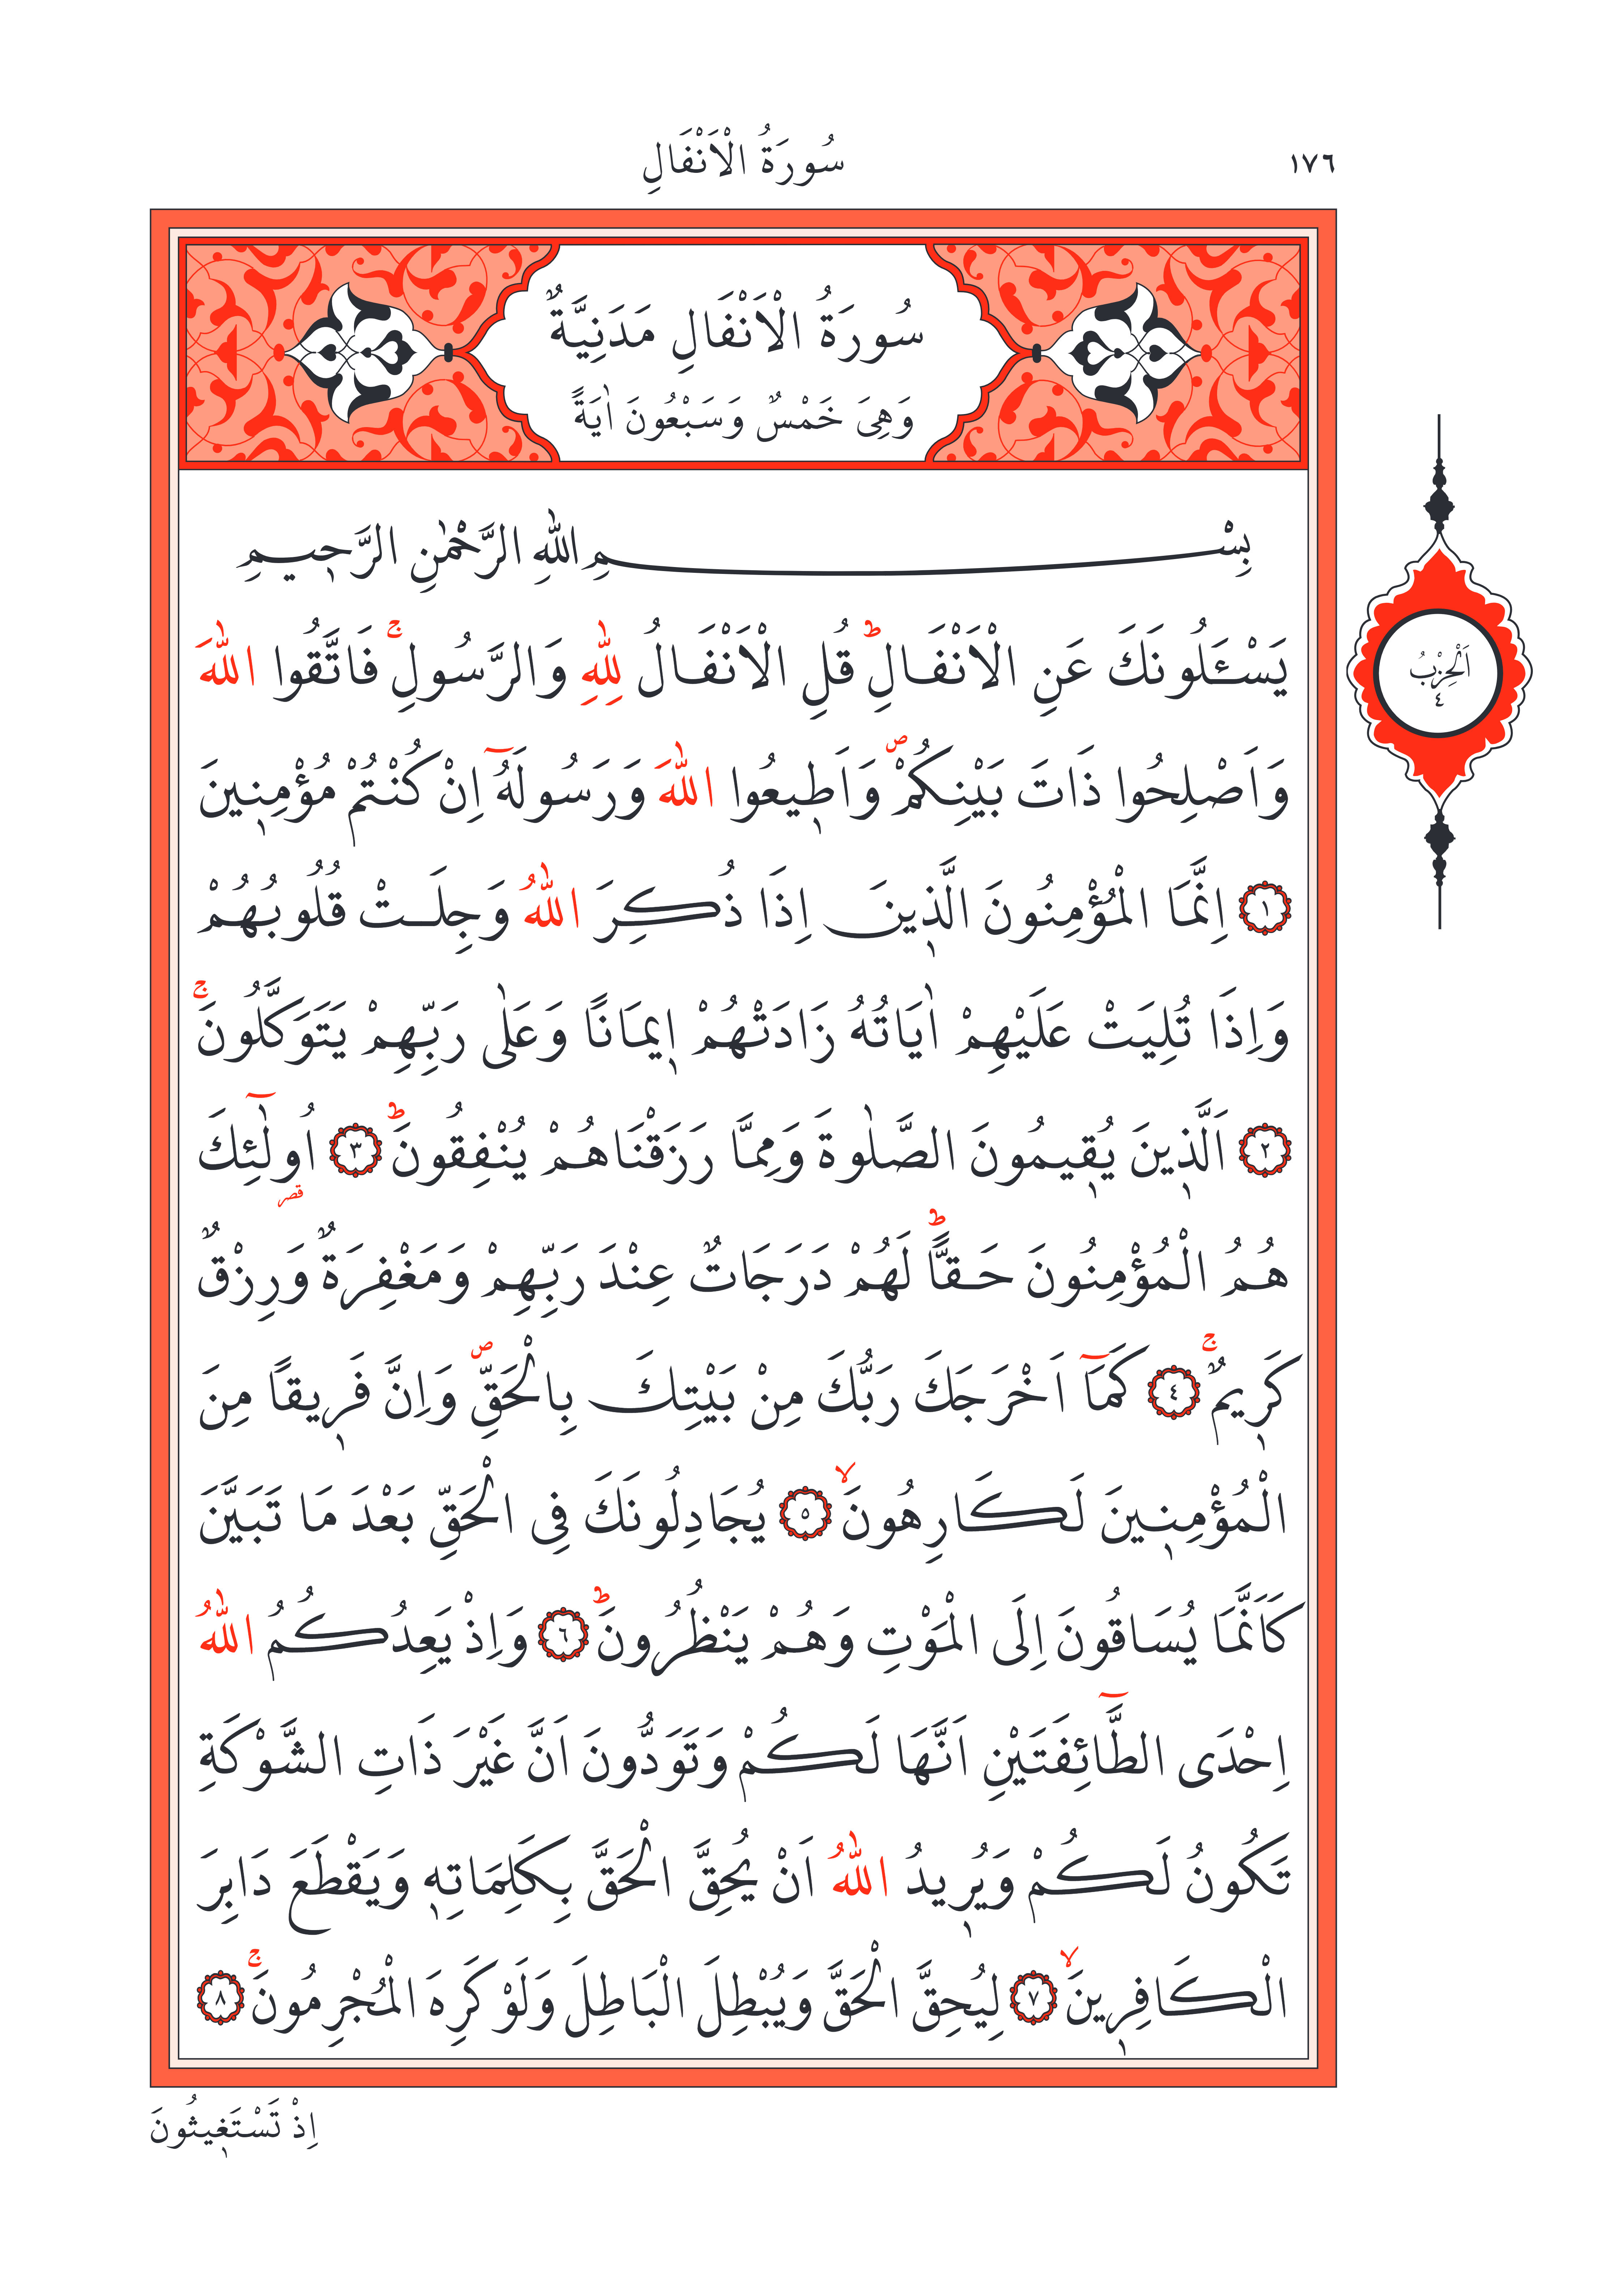 ١٧٦
سُورَةُ الْاَنْفَالِ
سُورَةُ الْاَنْفَالِ مَدَنِيَّةٌ
وَهِىَ خَمْسٌ وَسَبْعُونَ اٰيَةً
بِسْمِ اللّٰهِ الرَّحْمٰنِ الرَّح۪يمِ
يَسْـَٔلُونَكَ عَنِ الْاَنْفَالِۜ قُلِ الْاَنْفَالُ لِلّٰهِ وَالرَّسُولِۚ فَاتَّقُوا اللّٰهَ
وَاَصْلِحُوا ذَاتَ بَيْنِكُمْۖ وَاَط۪يعُوا اللّٰهَ وَرَسُولَهُٓ اِنْ كُنْتُمْ مُؤْمِن۪ينَ
﴿١﴾ اِنَّمَا الْمُؤْمِنُونَ الَّذ۪ينَ اِذَا ذُكِرَ اللّٰهُ وَجِلَتْ قُلُوبُهُمْ
وَاِذَا تُلِيَتْ عَلَيْهِمْ اٰيَاتُهُ زَادَتْهُمْ ا۪يمَانًا وَعَلٰى رَبِّهِمْ يَتَوَكَّلُونَۚ
﴿٢﴾ اَلَّذ۪ينَ يُق۪يمُونَ الصَّلٰوةَ وَمِمَّا رَزَقْنَاهُمْ يُنْفِقُونَۜ ﴿٣﴾ اُو۬لٰٓئِكَ
قصر
هُمُ الْمُؤْمِنُونَ حَقًّاۜ لَهُمْ دَرَجَاتٌ عِنْدَ رَبِّهِمْ وَمَغْفِرَةٌ وَرِزْقٌ
كَر۪يمٌۚ ﴿٤﴾ كَمَٓا اَخْرَجَكَ رَبُّكَ مِنْ بَيْتِكَ بِالْحَقِّۖ وَاِنَّ فَر۪يقًا مِنَ
الْمُؤْمِن۪ينَ لَكَارِهُونَۙ ﴿٥﴾ يُجَادِلُونَكَ فِى الْحَقِّ بَعْدَ مَا تَبَيَّنَ
كَاَنَّمَا يُسَاقُونَ اِلَى الْمَوْتِ وَهُمْ يَنْظُرُونَۜ ﴿٦﴾ وَاِذْ يَعِدُكُمُ اللّٰهُ
اِحْدَى الطَّٓائِفَتَيْنِ اَنَّهَا لَكُمْ وَتَوَدُّونَ اَنَّ غَيْرَ ذَاتِ الشَّوْكَةِ
تَكُونُ لَكُمْ وَيُر۪يدُ اللّٰهُ اَنْ يُحِقَّ الْحَقَّ بِكَلِمَاتِه۪ وَيَقْطَعَ دَابِرَ
الْكَافِر۪ينَۙ ﴿٧﴾ لِيُحِقَّ الْحَقَّ وَيُبْطِلَ الْبَاطِلَ وَلَوْ كَرِهَ الْمُجْرِمُونَۚ ﴿٨﴾
اِذْ تَسْتَغ۪يثُونَ
اَلْحِزْبُ
٤